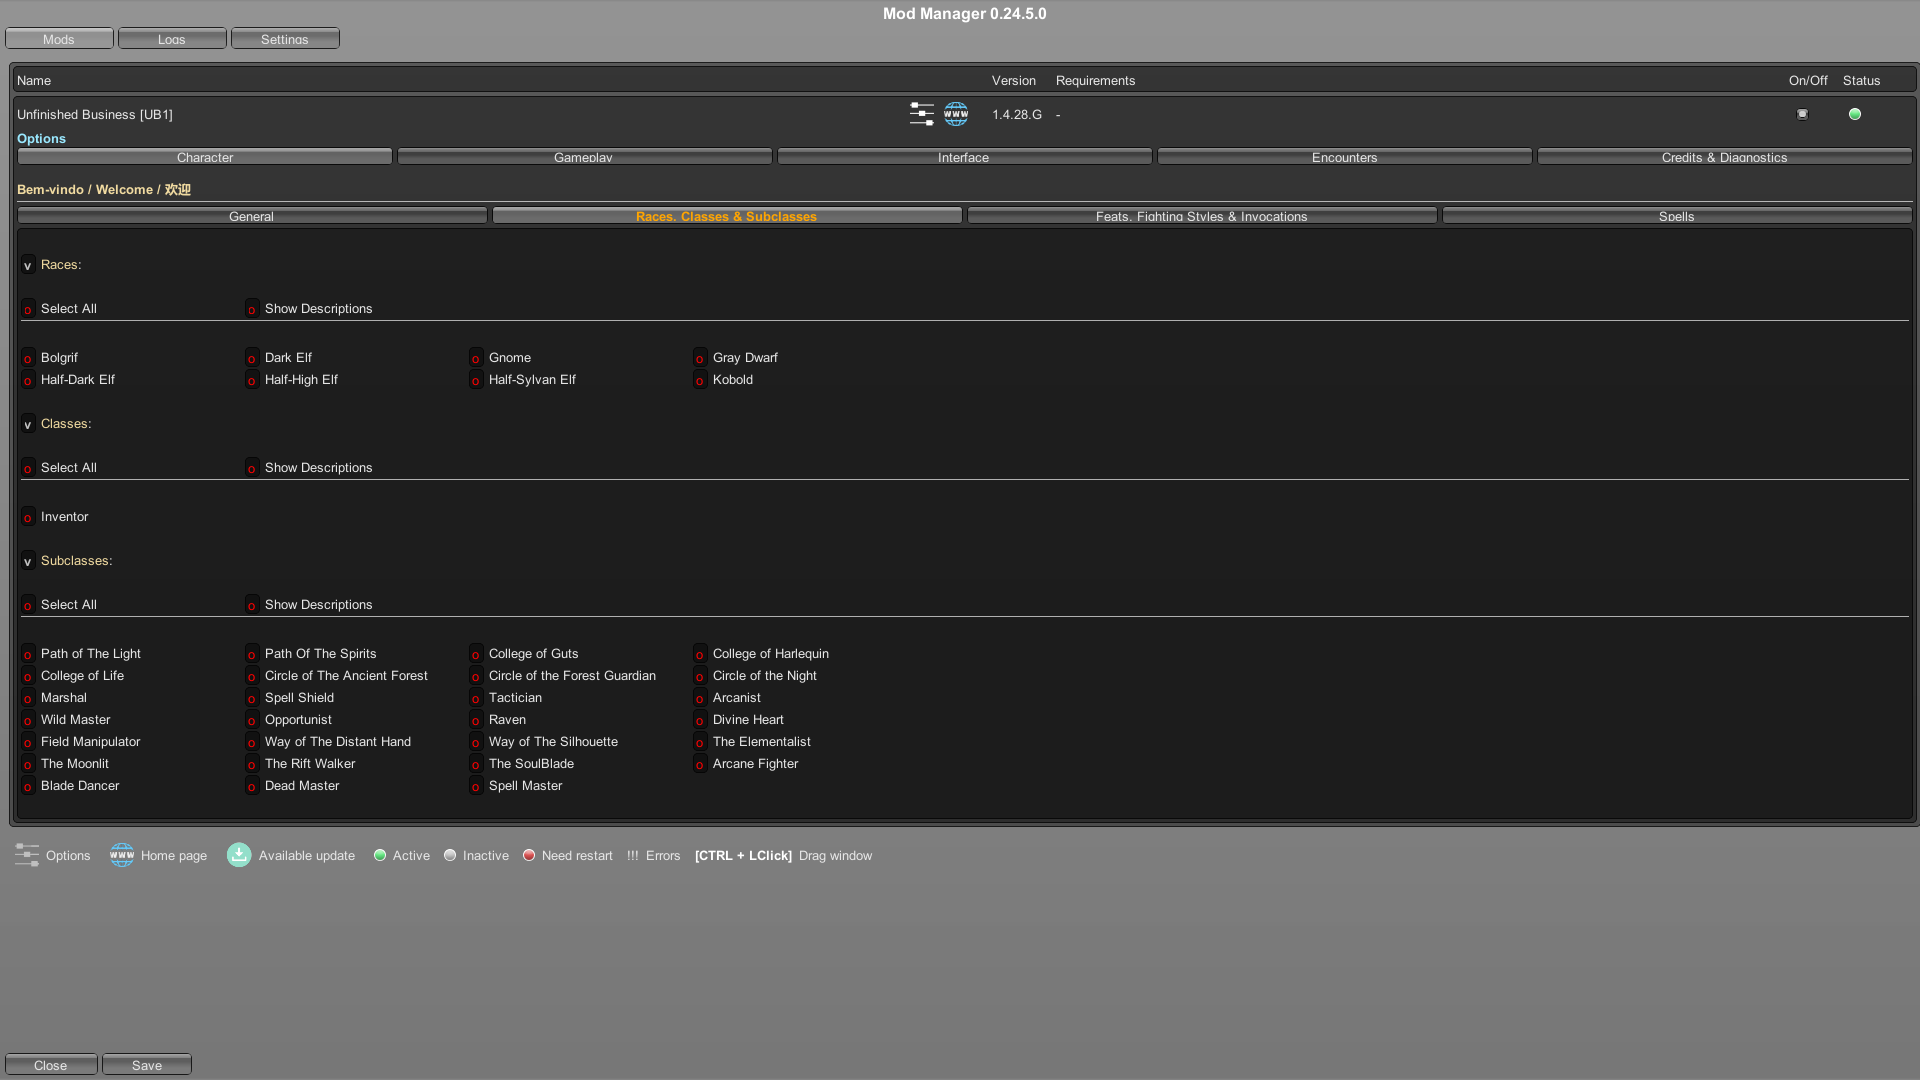 Mod Manager 0.24.5.0
Mods Logs Settings
Name Version Requirements On/Off Status
Unfinished Business [UB1] www 1.4.28.G -
Options
Character Gameplay Interface Encounters Credits & Diagnostics
Bem-vindo / Welcome / 欢迎
General Races, Classes & Subclasses Feats, Fighting Styles & Invocations Spells
v Races:
o Select All o Show Descriptions
o Bolgrif o Dark Elf o Gnome o Gray Dwarf
o Half-Dark Elf o Half-High Elf o Half-Sylvan Elf o Kobold
v Classes:
o Select All o Show Descriptions
o Inventor
v Subclasses:
o Select All o Show Descriptions
o Path of The Light o Path Of The Spirits o College of Guts o College of Harlequin
o College of Life o Circle of The Ancient Forest o Circle of the Forest Guardian o Circle of the Night
o Marshal o Spell Shield o Tactician o Arcanist
o Wild Master o Opportunist o Raven o Divine Heart
o Field Manipulator o Way of The Distant Hand o Way of The Silhouette o The Elementalist
o The Moonlit o The Rift Walker o The SoulBlade o Arcane Fighter
o Blade Dancer o Dead Master o Spell Master
Options www Home page Available update Active Inactive Need restart !!! Errors [CTRL + LClick] Drag window
Close Save